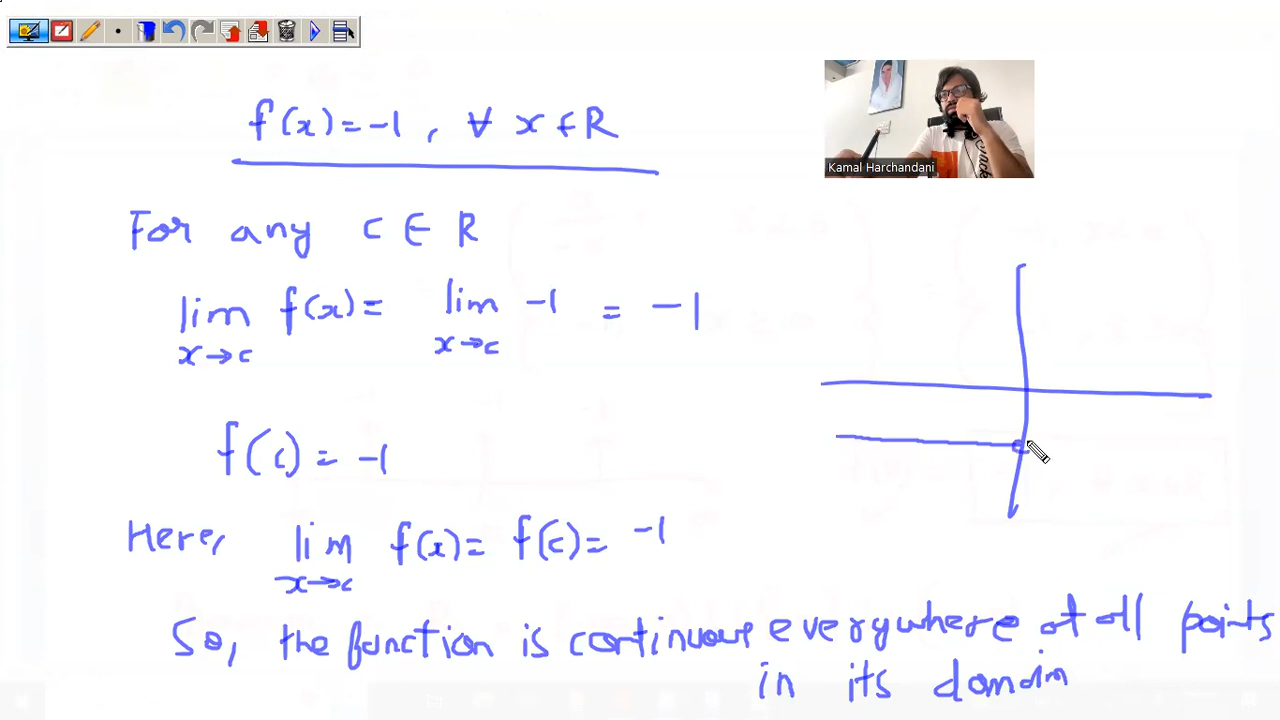 f(x)=-1, ∀ x ∈ R
Kamal Harchandani
For any c ∈ R
lim x→c f(x)= lim x→c -1 = -1
f(c)=-1
Here, lim x→c f(x)= f(c)= -1
So, the function is continuous everywhere at all points
in its domain